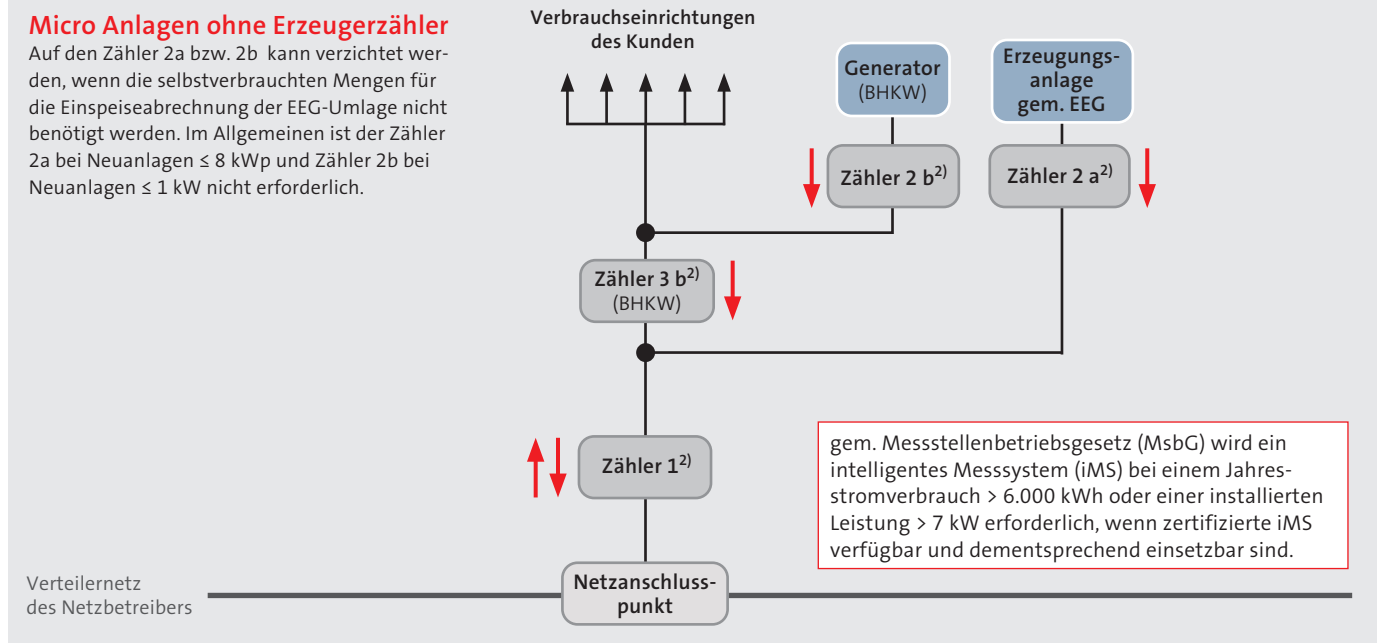 Micro Anlagen ohne Erzeugerzähler
Auf den Zähler 2a bzw. 2b kann verzichtet wer-
den, wenn die selbstverbrauchten Mengen für
die Einspeiseabrechnung der EEG-Umlage nicht
benötigt werden. Im Allgemeinen ist der Zähler
2a bei Neuanlagen ≤ 8 kWp und Zähler 2b bei
Neuanlagen ≤ 1 kW nicht erforderlich.
Verbrauchseinrichtungen
des Kunden
Generator
(BHKW)
Erzeugungs-
anlage
gem. EEG
Zähler 2 b2)
Zähler 2 a2)
Zähler 3 b2)
(BHKW)
Zähler 12)
gem. Messstellenbetriebsgesetz (MsbG) wird ein
intelligentes Messsystem (iMS) bei einem Jahres-
stromverbrauch > 6.000 kWh oder einer installierten
Leistung > 7 kW erforderlich, wenn zertifizierte iMS
verfügbar und dementsprechend einsetzbar sind.
Verteilernetz
des Netzbetreibers
Netzanschluss-
punkt